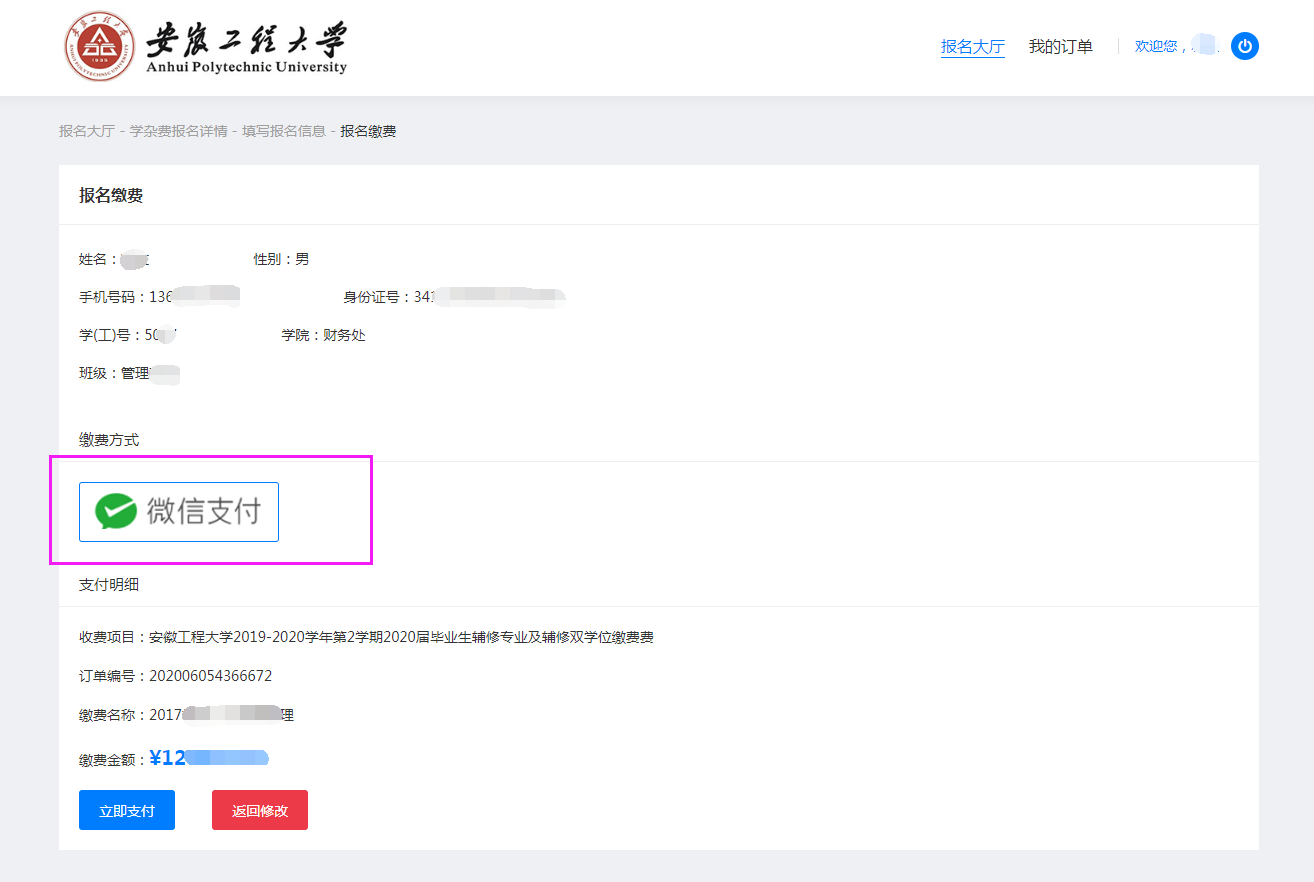 安徽工程大学
Anhui Polytechnic University
报名大厅 我的订单 欢迎您，
报名大厅 - 学杂费报名详情 - 填写报名信息 - 报名缴费
报名缴费
姓名： 性别：男
手机号码：136 身份证号：341
学(工)号：50 学院：财务处
班级：管理
缴费方式
微信支付
支付明细
收费项目：安徽工程大学2019-2020学年第2学期2020届毕业生辅修专业及辅修双学位缴费费
订单编号：202006054366672
缴费名称：2017 理
缴费金额：¥12
立即支付 返回修改